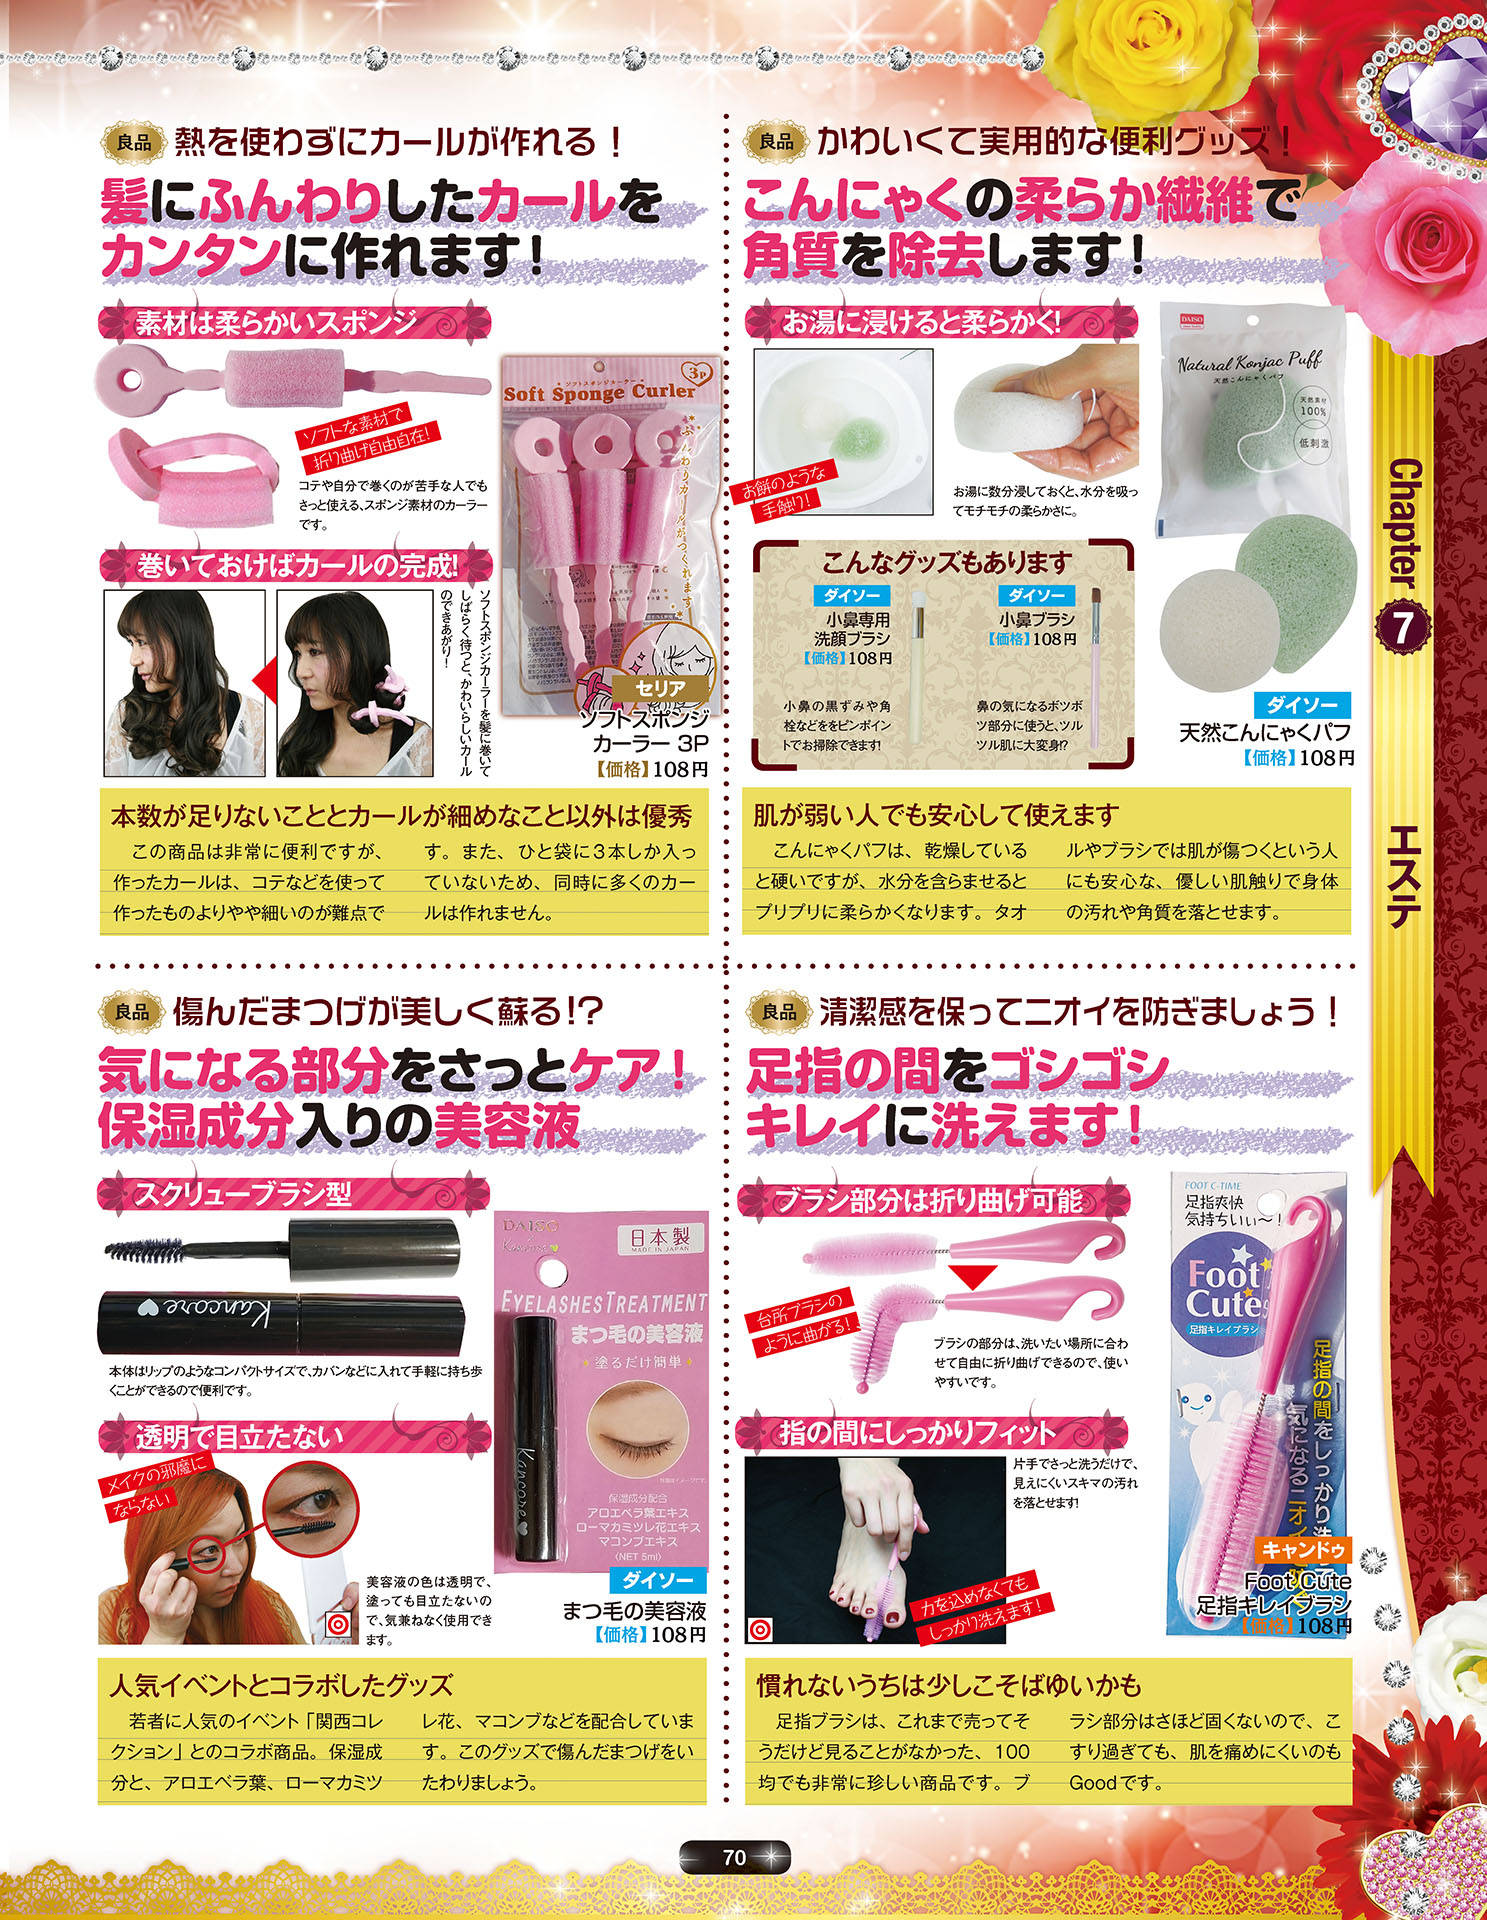 良品 熱を使わずにカールが作れる！
髪にふんわりしたカールを
カンタンに作れます！
素材は柔らかいスポンジ
ソフトな素材で
折り曲げ自由自在！
コテや自分で巻くのが苦手な人でも
さっと使える、スポンジ素材のカーラー
です。
巻いておけばカールの完成！
ソフトスポンジカーラーを髪に巻いて
しばらく待つと、かわいらしいカール
のできあがり！
ソフトスポンジカーラー
3P
Soft Sponge Curler
ふんわりカールがつくれます
セリア
ソフトスポンジ
カーラー 3P
【価格】108円
本数が足りないこととカールが細めなこと以外は優秀
この商品は非常に便利ですが、
作ったカールは、コテなどを使って
作ったものよりやや細いのが難点で
す。また、ひと袋に3本しか入っ
ていないため、同時に多くのカー
ルは作れません。
良品 かわいくて実用的な便利グッズ！
こんにゃくの柔らか繊維で
角質を除去します！
お湯に浸けると柔らかく！
お餅のような
手触り！
お湯に数分浸しておくと、水分を吸っ
てモチモチの柔らかさに。
DAISO
Natural Konjac Puff
天然こんにゃくパフ
天然素材
100%
低刺激
こんなグッズもあります
ダイソー
小鼻専用
洗顔ブラシ
【価格】108円
小鼻の黒ずみや角
栓などををピンポイン
トでお掃除できます!
ダイソー
小鼻ブラシ
【価格】108円
鼻の気になるボツボ
ツ部分に使うと、ツル
ツル肌に大変身!?
ダイソー
天然こんにゃくパフ
【価格】108円
肌が弱い人でも安心して使えます
こんにゃくパフは、乾燥している
と硬いですが、水分を含らませると
プリプリに柔らかくなります。タオ
ルやブラシでは肌が傷つくという人
にも安心な、優しい肌触りで身体
の汚れや角質を落とせます。
Chapter 7
エステ
良品 傷んだまつげが美しく蘇る!?
気になる部分をさっとケア！
保湿成分入りの美容液
スクリューブラシ型
Kancore
本体はリップのようなコンパクトサイズで、カバンなどに入れて手軽に持ち歩
くことができるので便利です。
透明で目立たない
メイクの邪魔に
ならない
美容液の色は透明で、
塗っても目立たないの
で、気兼ねなく使用でき
ます。
DAISO
Kancore
日本製
MADE IN JAPAN
EYELASHES TREATMENT
まつ毛の美容液
塗るだけ簡単
Kancore
保湿成分配合
アロエベラ葉エキス
ローマカミツレ花エキス
マコンブエキス
(NET 5ml)
ダイソー
まつ毛の美容液
【価格】108円
人気イベントとコラボしたグッズ
若者に人気のイベント「関西コレ
クション」とのコラボ商品。保湿成
分と、アロエベラ葉、ローマカミツ
レ花、マコンブなどを配合していま
す。このグッズで傷んだまつげをい
たわりましょう。
良品 清潔感を保ってニオイを防ぎましょう！
足指の間をゴシゴシ
キレイに洗えます！
ブラシ部分は折り曲げ可能
台所ブラシの
ように曲がる！
ブラシの部分は、洗いたい場所に合わ
せて自由に折り曲げできるので、使い
やすいです。
指の間にしっかりフィット
片手でさっと洗うだけで、
見えにくいスキマの汚れ
を落とせます!
力を込めなくても
しっかり洗えます！
FOOT C-TIME
足指爽快
気持ちいぃ～！
Foot
Cute
足指キレイブラシ
足指の間をしっかり洗って
気になるニオイ
キャンドゥ
Foot Cute
足指キレイブラン
【価格】108円
慣れないうちは少しこそばゆいかも
足指ブラシは、これまで売ってそ
うだけど見ることがなかった、100
均でも非常に珍しい商品です。ブ
ラシ部分はさほど固くないので、こ
すり過ぎても、肌を痛めにくいのも
Goodです。
70